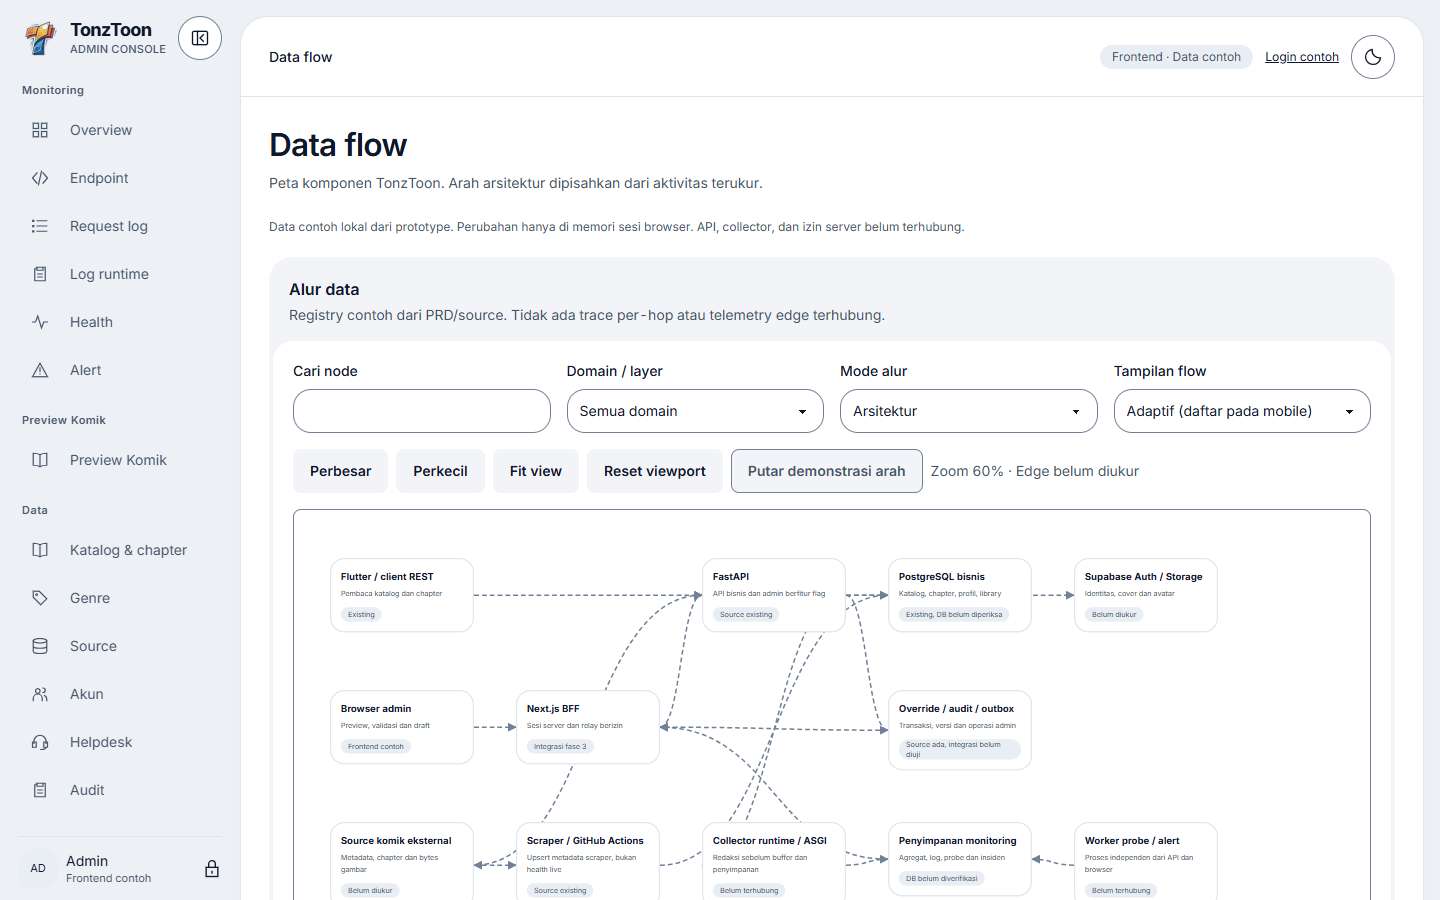 TonzToon
ADMIN CONSOLE
Monitoring
Overview
Endpoint
Request log
Log runtime
Health
Alert
Preview Komik
Preview Komik
Data
Katalog & chapter
Genre
Source
Akun
Helpdesk
Audit
AD
Admin
Frontend contoh
Data flow
Frontend · Data contoh
Login contoh
Data flow
Peta komponen TonzToon. Arah arsitektur dipisahkan dari aktivitas terukur.
Data contoh lokal dari prototype. Perubahan hanya di memori sesi browser. API, collector, dan izin server belum terhubung.
Alur data
Registry contoh dari PRD/source. Tidak ada trace per-hop atau telemetry edge terhubung.
Cari node
Domain / layer
Semua domain
Mode alur
Arsitektur
Tampilan flow
Adaptif (daftar pada mobile)
Perbesar
Perkecil
Fit view
Reset viewport
Putar demonstrasi arah
Zoom 60% · Edge belum diukur
Flutter / client REST
Pembaca katalog dan chapter
Existing
FastAPI
API bisnis dan admin berfitur flag
Source existing
PostgreSQL bisnis
Katalog, chapter, profil, library
Existing, DB belum diperiksa
Supabase Auth / Storage
Identitas, cover dan avatar
Belum diukur
Browser admin
Preview, validasi dan draft
Frontend contoh
Next.js BFF
Sesi server dan relay berizin
Integrasi fase 3
Override / audit / outbox
Transaksi, versi dan operasi admin
Source ada, integrasi belum
diuji
Source komik eksternal
Metadata, chapter dan bytes
gambar
Belum diukur
Scraper / GitHub Actions
Upsert metadata scraper, bukan
health live
Source existing
Collector runtime / ASGI
Redaksi sebelum buffer dan
penyimpanan
Belum terhubung
Penyimpanan monitoring
Agregat, log, probe dan insiden
DB belum diverifikasi
Worker probe / alert
Proses independen dari API dan
browser
Belum terhubung